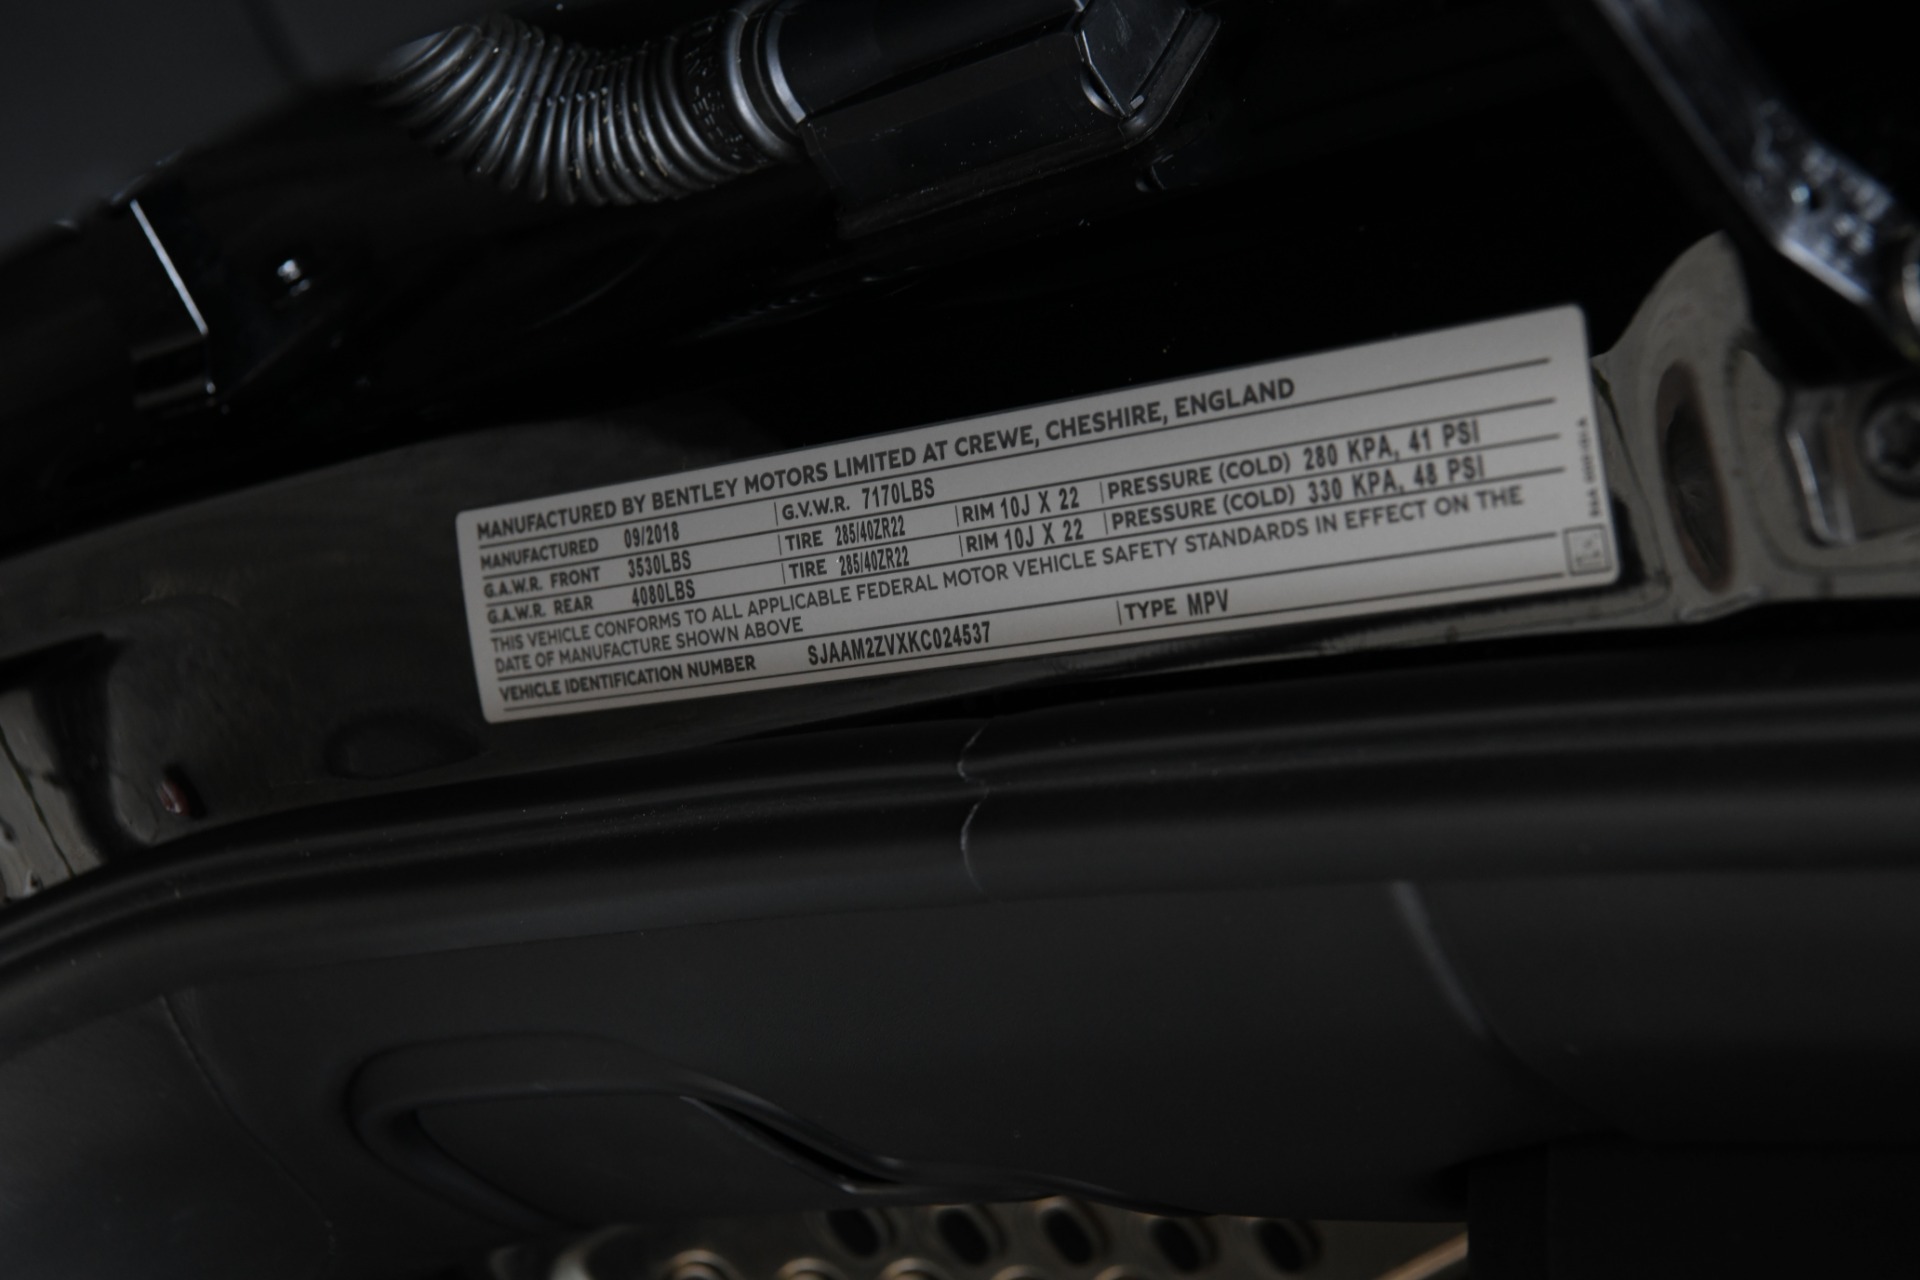 MANUFACTURED BY BENTLEY MOTORS LIMITED AT CREWE, CHESHIRE, ENGLAND
MANUFACTURED 09/2018 G.V.W.R. 7170LBS
G.A.W.R. FRONT 3530LBS TIRE 285/40ZR22 RIM 10J X 22 PRESSURE (COLD) 280 KPA, 41 PSI
G.A.W.R. REAR 4080LBS TIRE 285/40ZR22 RIM 10J X 22 PRESSURE (COLD) 330 KPA, 48 PSI
THIS VEHICLE CONFORMS TO ALL APPLICABLE FEDERAL MOTOR VEHICLE SAFETY STANDARDS IN EFFECT ON THE
DATE OF MANUFACTURE SHOWN ABOVE
VEHICLE IDENTIFICATION NUMBER SJAAM2ZVXKC024537 TYPE MPV